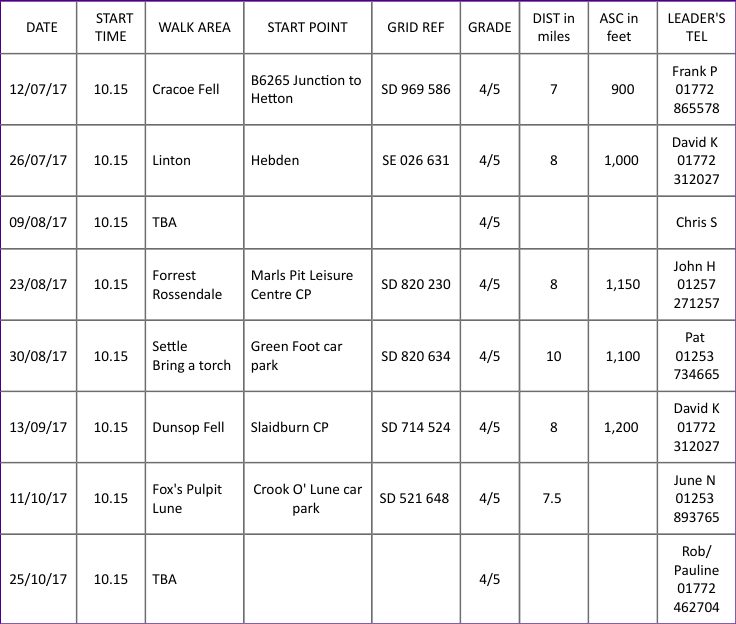 DATE START TIME WALK AREA START POINT GRID REF GRADE DIST in miles ASC in feet LEADER'S TEL
12/07/17 10.15 Cracoe Fell B6265 Junction to Hetton SD 969 586 4/5 7 900 Frank P 01772 865578
26/07/17 10.15 Linton Hebden SE 026 631 4/5 8 1,000 David K 01772 312027
09/08/17 10.15 TBA 4/5 Chris S
23/08/17 10.15 Forrest Rossendale Marls Pit Leisure Centre CP SD 820 230 4/5 8 1,150 John H 01257 271257
30/08/17 10.15 Settle Bring a torch Green Foot car park SD 820 634 4/5 10 1,100 Pat 01253 734665
13/09/17 10.15 Dunsop Fell Slaidburn CP SD 714 524 4/5 8 1,200 David K 01772 312027
11/10/17 10.15 Fox's Pulpit Lune Crook O' Lune car park SD 521 648 4/5 7.5 June N 01253 893765
25/10/17 10.15 TBA 4/5 Rob/ Pauline 01772 462704